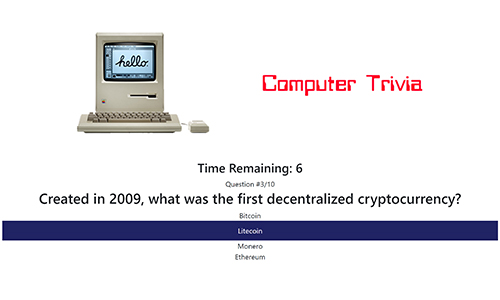 hello.
Computer Trivia
Time Remaining: 6
Question #3/10
Created in 2009, what was the first decentralized cryptocurrency?
Bitcoin
Litecoin
Monero
Ethereum